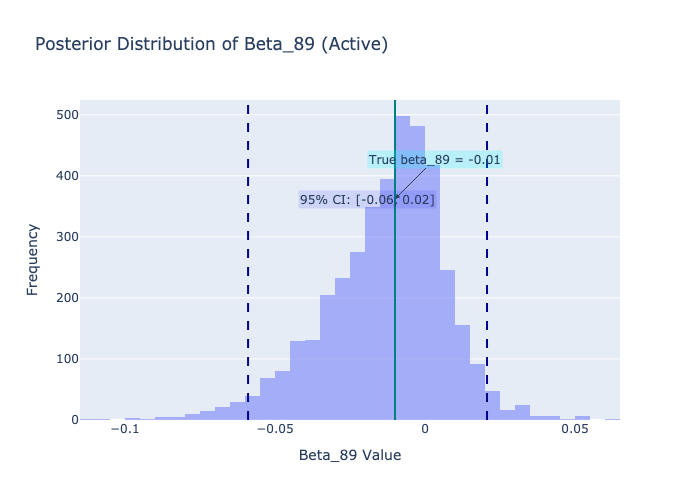 Posterior Distribution of Beta_89 (Active)
500
400
300
200
100
0
Frequency
True beta_89 = -0.01
95% CI: [-0.06, 0.02]
−0.1
−0.05
0
0.05
Beta_89 Value